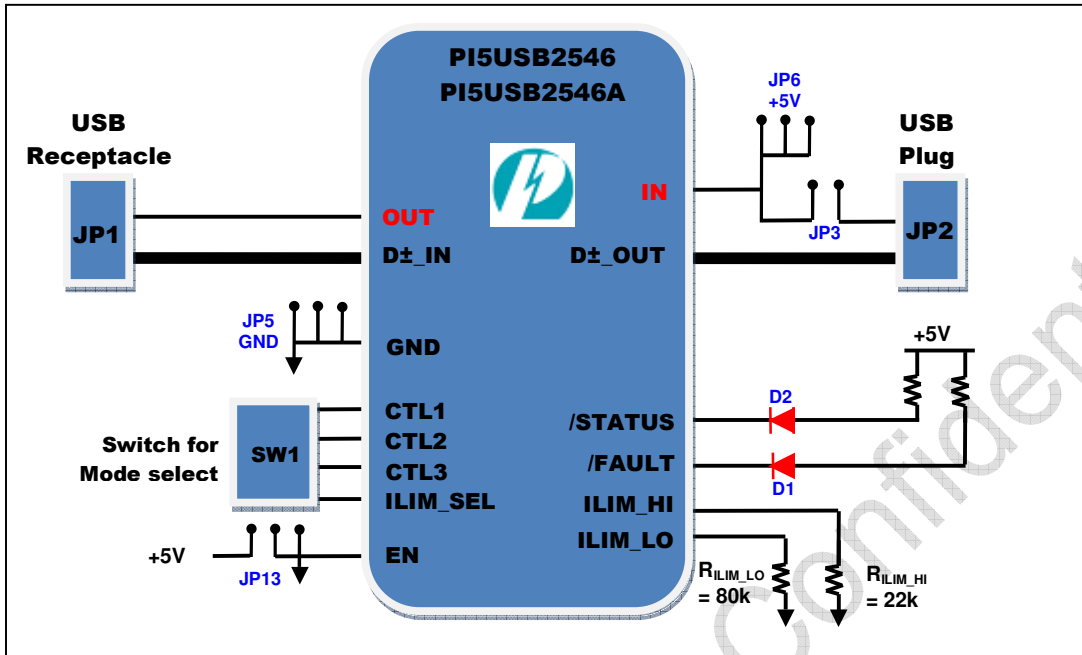 PI5USB2546
PI5USB2546A
USB
Receptacle
JP1
OUT
D±_IN
JP5
GND
GND
Switch for
Mode select
SW1
CTL1
CTL2
CTL3
ILIM_SEL
+5V
JP13
EN
JP6
+5V
USB
Plug
IN
JP3
JP2
D±_OUT
+5V
D2
/STATUS
/FAULT
D1
ILIM_HI
ILIM_LO
RILIM_LO
= 80k
RILIM_HI
= 22k
Confident